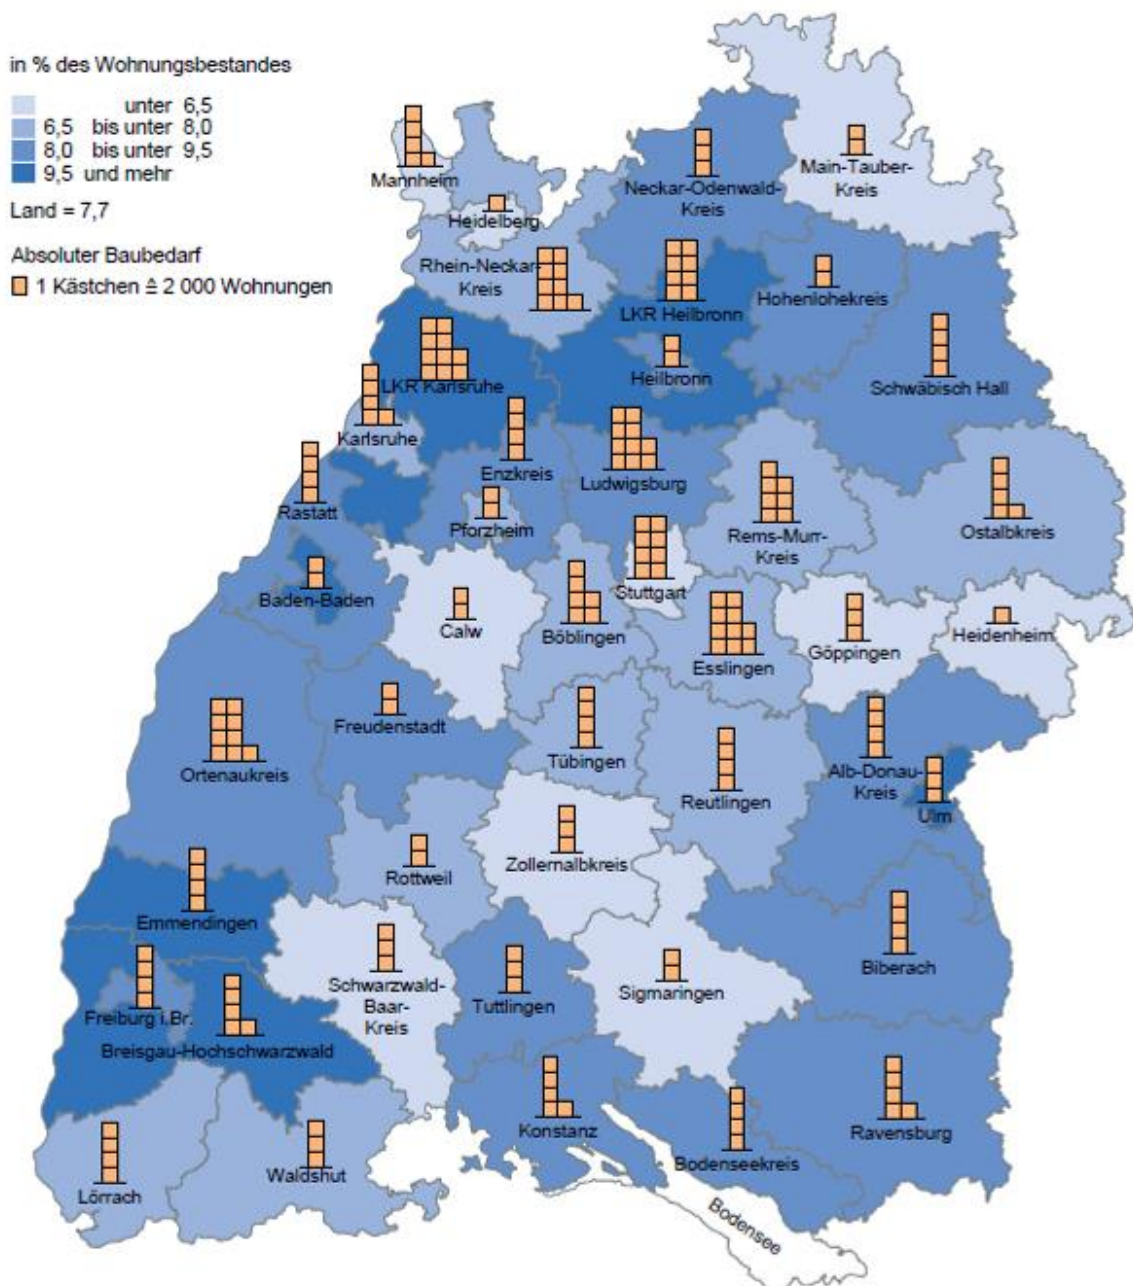 in % des Wohnungsbestandes
unter 6,5
6,5 bis unter 8,0
8,0 bis unter 9,5
9,5 und mehr
Land = 7,7
Absoluter Baubedarf
1 Kästchen ≙ 2 000 Wohnungen
Mannheim
Heidelberg
Rhein-Neckar-
Kreis
Neckar-Odenwald-
Kreis
Main-Tauber-
Kreis
LKR Heilbronn
Hohenlohekreis
Heilbronn
Schwäbisch Hall
LKR Karlsruhe
Karlsruhe
Enzkreis
Ludwigsburg
Rastatt
Pforzheim
Rems-Murr-
Kreis
Ostalbkreis
Baden-Baden
Calw
Böblingen
Stuttgart
Esslingen
Göppingen
Heidenheim
Ortenaukreis
Freudenstadt
Tübingen
Reutlingen
Alb-Donau-
Kreis
Ulm
Rottweil
Zollernalbkreis
Emmendingen
Freiburg i.Br.
Breisgau-Hochschwarzwald
Schwarzwald-
Baar-
Kreis
Tuttlingen
Sigmaringen
Biberach
Konstanz
Bodenseekreis
Ravensburg
Lörrach
Waldshut
Bodensee